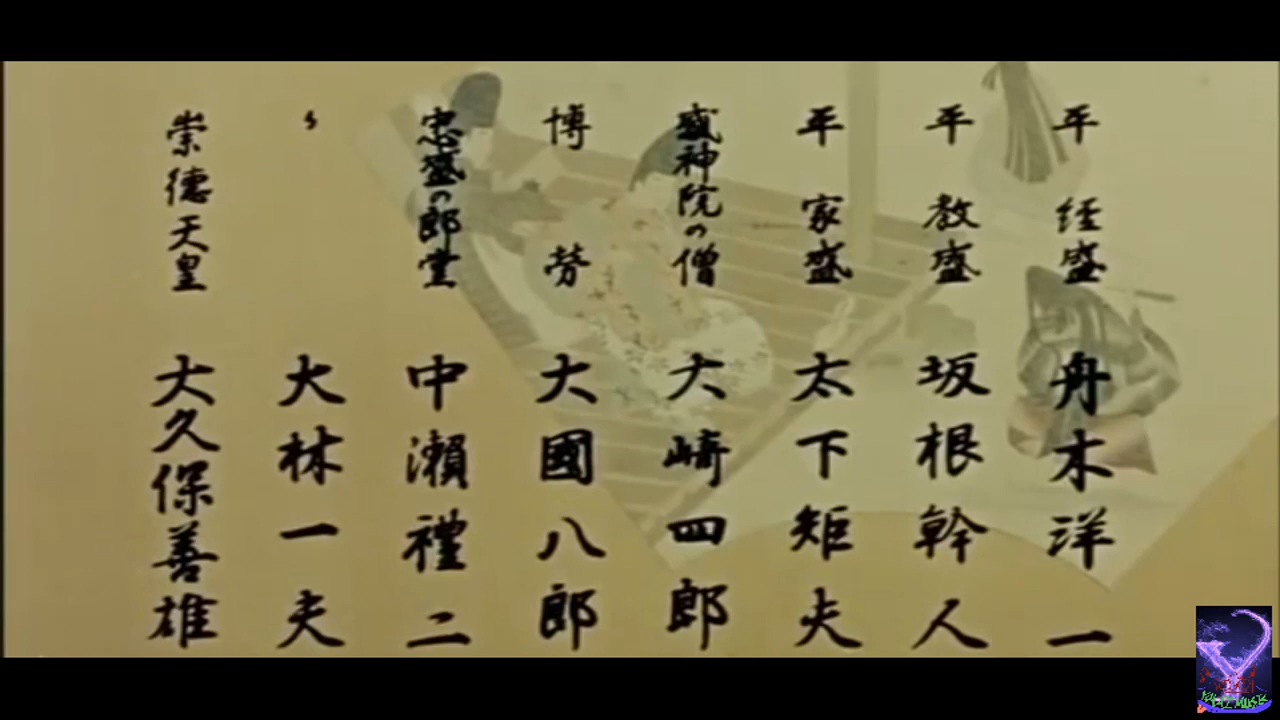 平経盛 舟木洋一
平教盛 坂根幹人
平家盛 太下矩夫
感神院の僧 大崎四郎
博労 大國八郎
忠盛の郎党 中瀬禮二
〃 大林一夫
崇徳天皇 大久保善雄